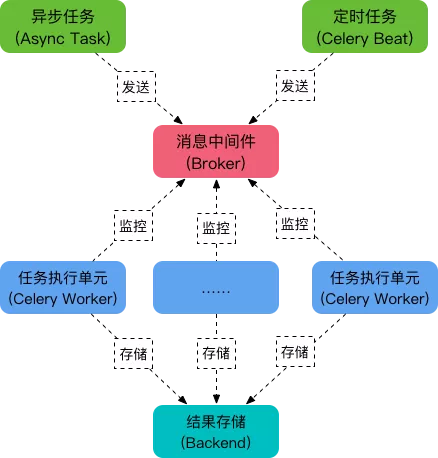 异步任务
(Async Task)
定时任务
(Celery Beat)
发送
发送
消息中间件
(Broker)
监控
监控
监控
任务执行单元
(Celery Worker)
……
任务执行单元
(Celery Worker)
存储
存储
存储
结果存储
(Backend)